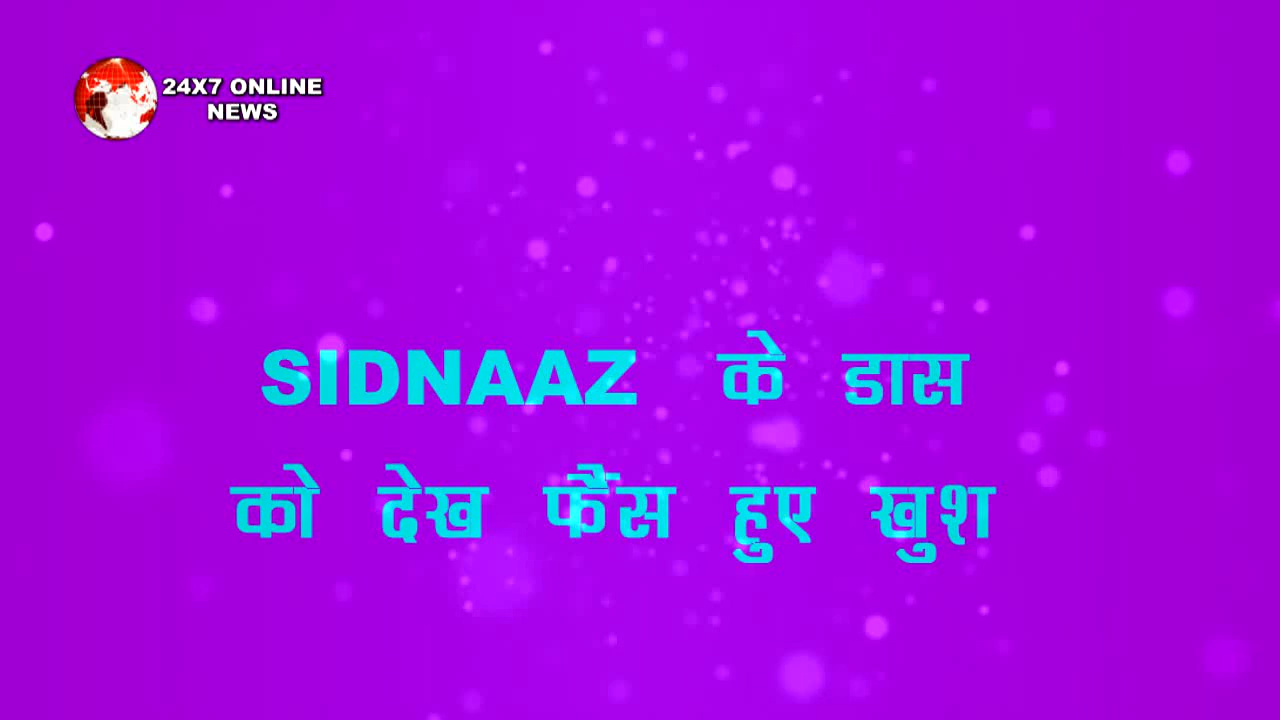 24X7 ONLINE
NEWS
SIDNAAZ के डास
को देख फैंस हुए खुश